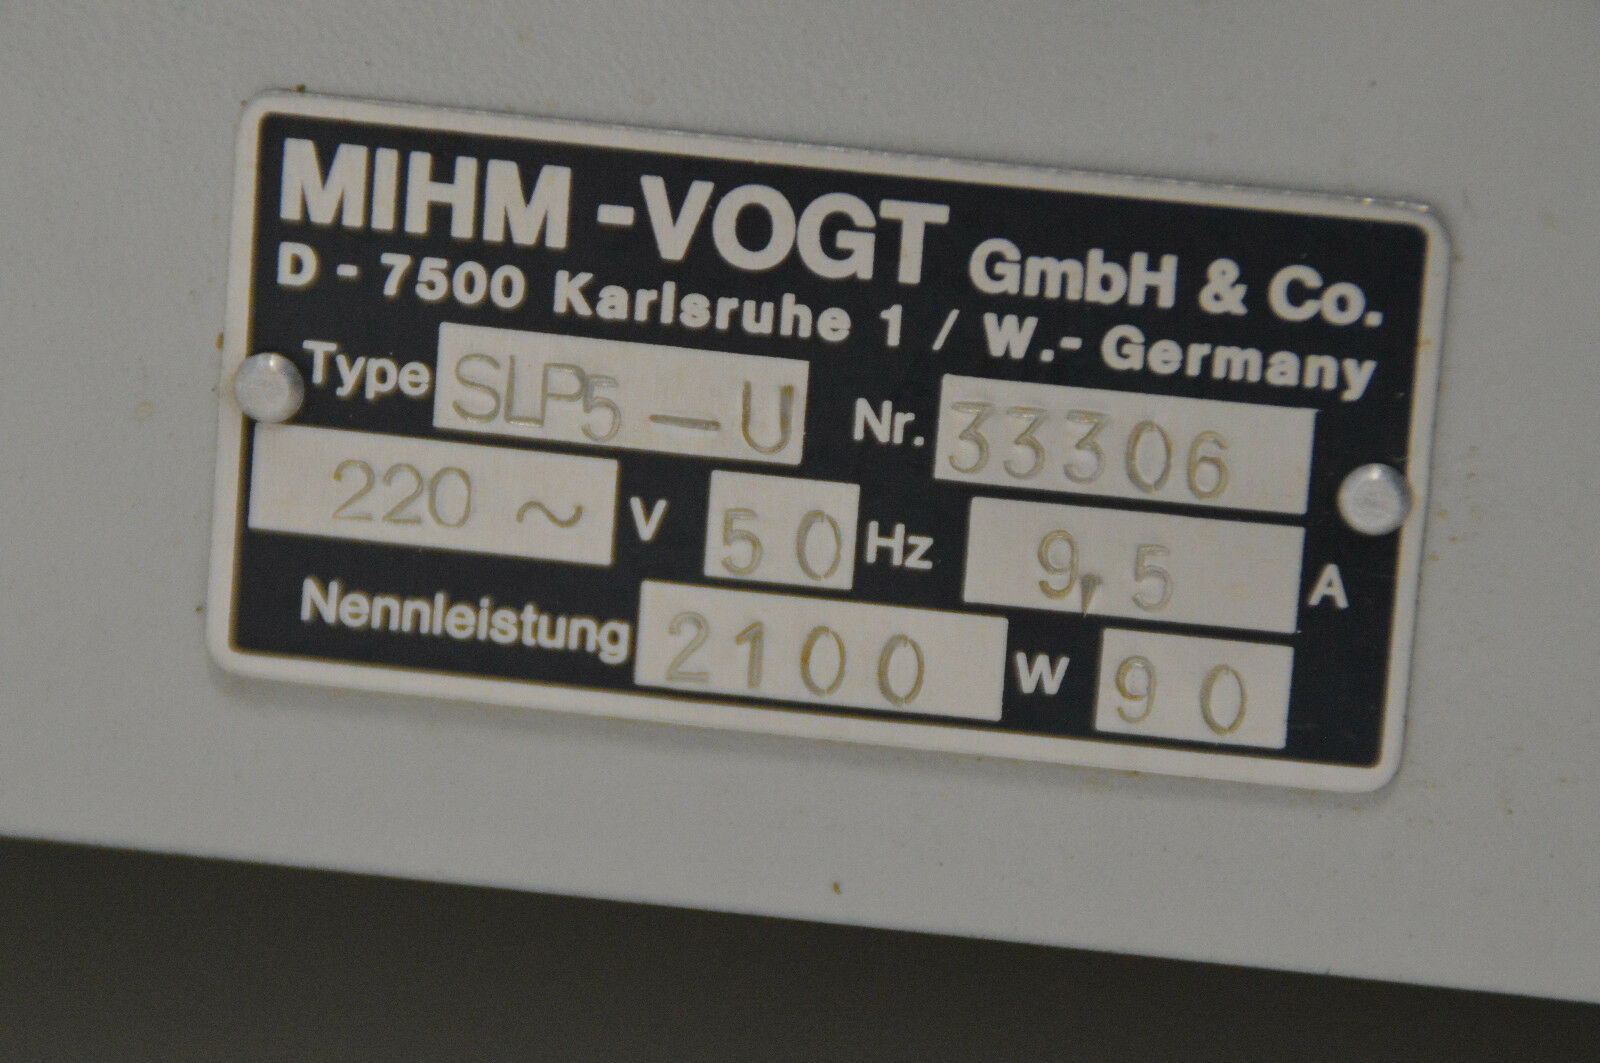 MIHM-VOGT GmbH & Co.
D - 7500 Karlsruhe 1 / W.- Germany
Type SLP5-U Nr. 33306
220 ~ V 50 Hz 9,5 A
Nennleistung 2100 W 90